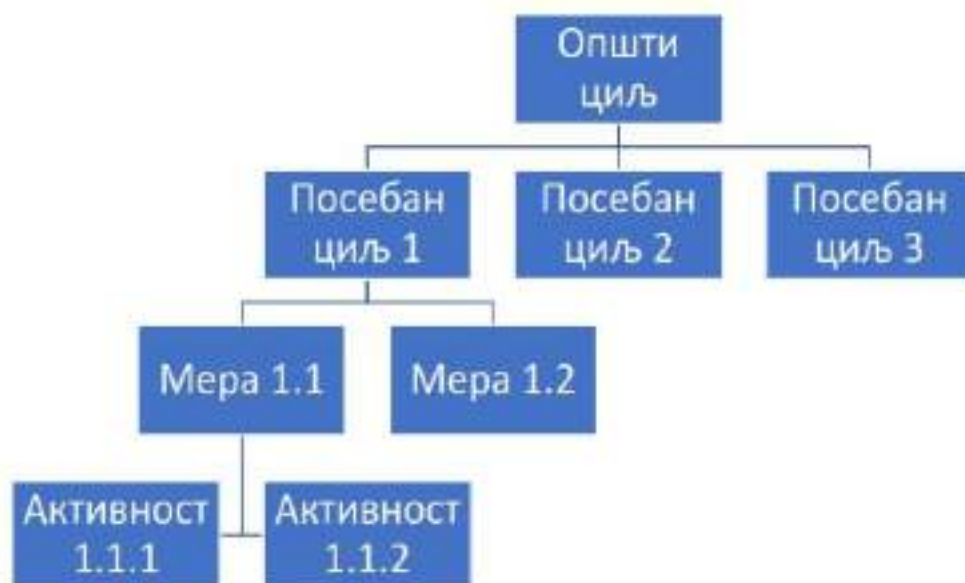 Општи
циљ
Посебан
циљ 1
Посебан
циљ 2
Посебан
циљ 3
Мера 1.1
Мера 1.2
Активност
1.1.1
Активност
1.1.2